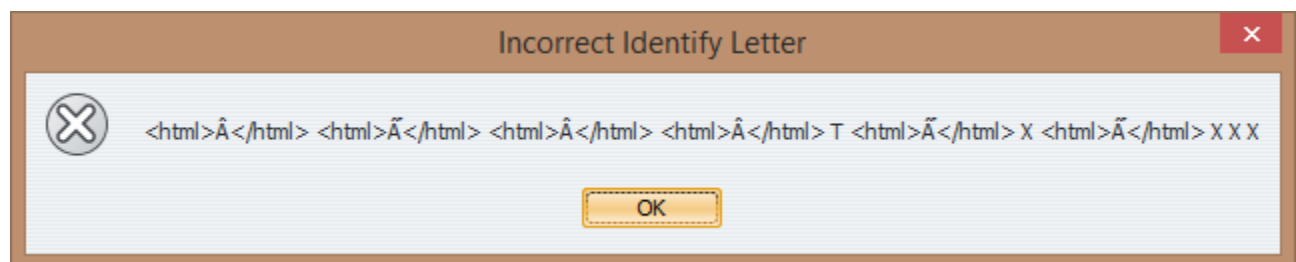 Incorrect Identify Letter
<html>Â</html> <html>Ẫ</html> <html>Â</html> <html>Â</html> T <html>Ẫ</html> X <html>Ẫ</html> X X X
OK